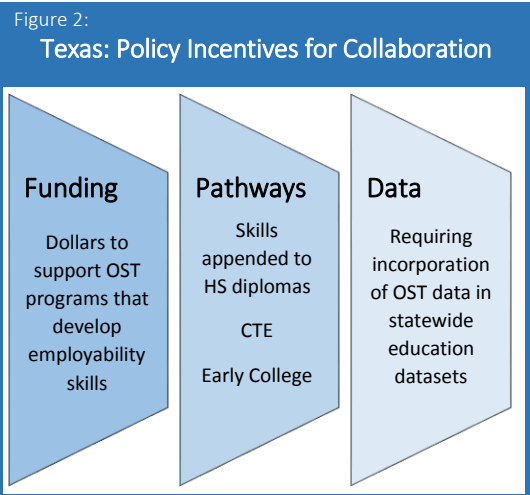 Figure 2:
Texas: Policy Incentives for Collaboration
Funding
Dollars to
support OST
programs that
develop
employability
skills
Pathways
Skills
appended to
HS diplomas
CTE
Early College
Data
Requiring
incorporation
of OST data in
statewide
education
datasets